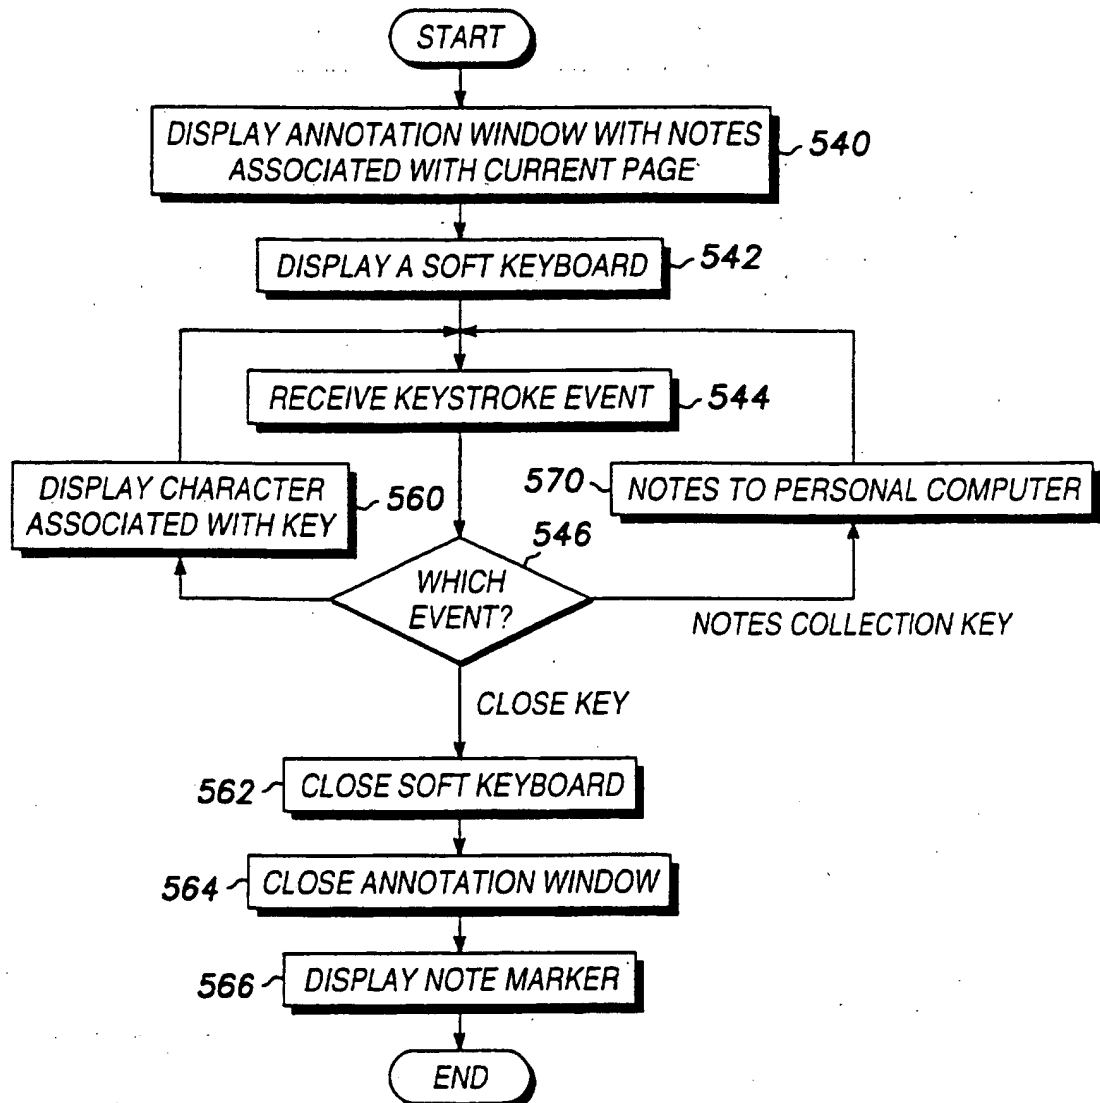 START
DISPLAY ANNOTATION WINDOW WITH NOTES
ASSOCIATED WITH CURRENT PAGE
540
DISPLAY A SOFT KEYBOARD
542
RECEIVE KEYSTROKE EVENT
544
DISPLAY CHARACTER
ASSOCIATED WITH KEY
560
570
NOTES TO PERSONAL COMPUTER
546
WHICH
EVENT?
NOTES COLLECTION KEY
CLOSE KEY
562
CLOSE SOFT KEYBOARD
564
CLOSE ANNOTATION WINDOW
566
DISPLAY NOTE MARKER
END